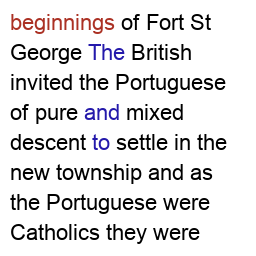 beginnings of Fort St
George The British
invited the Portuguese
of pure and mixed
descent to settle in the
new township and as
the Portuguese were
Catholics they were